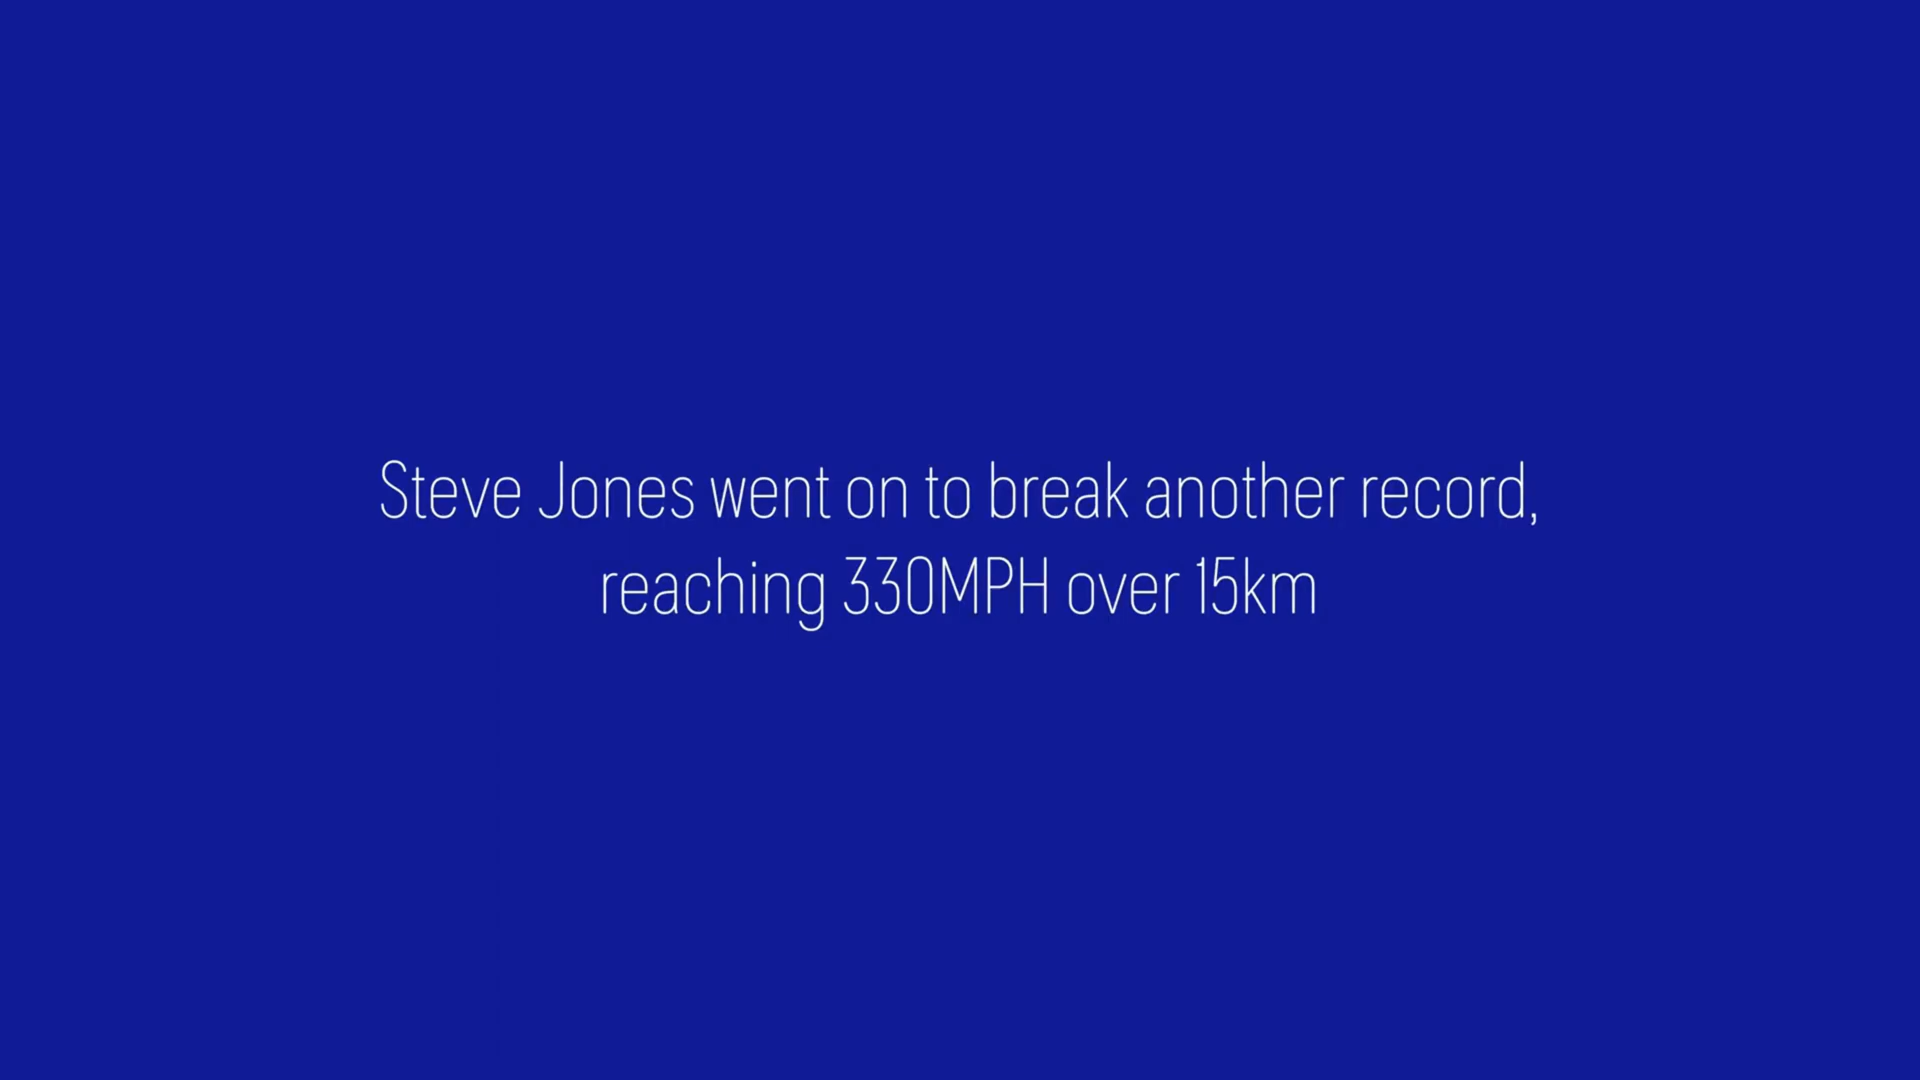 Steve Jones went on to break another record,
reaching 330MPH over 15km